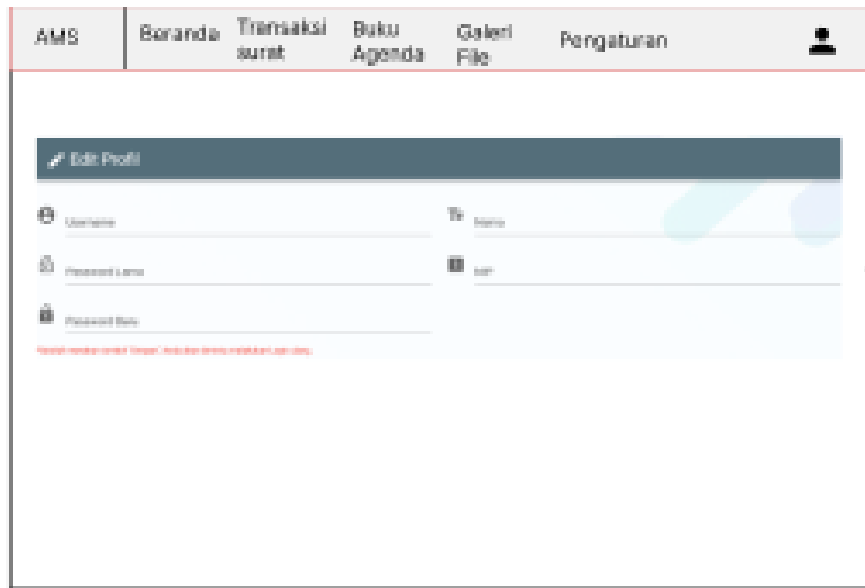 AMS
Beranda
Transaksi
surat
Buku
Agenda
Galeri
File
Pengaturan
Edit Profil
Username
Nama
Password Lama
NIP
Password Baru